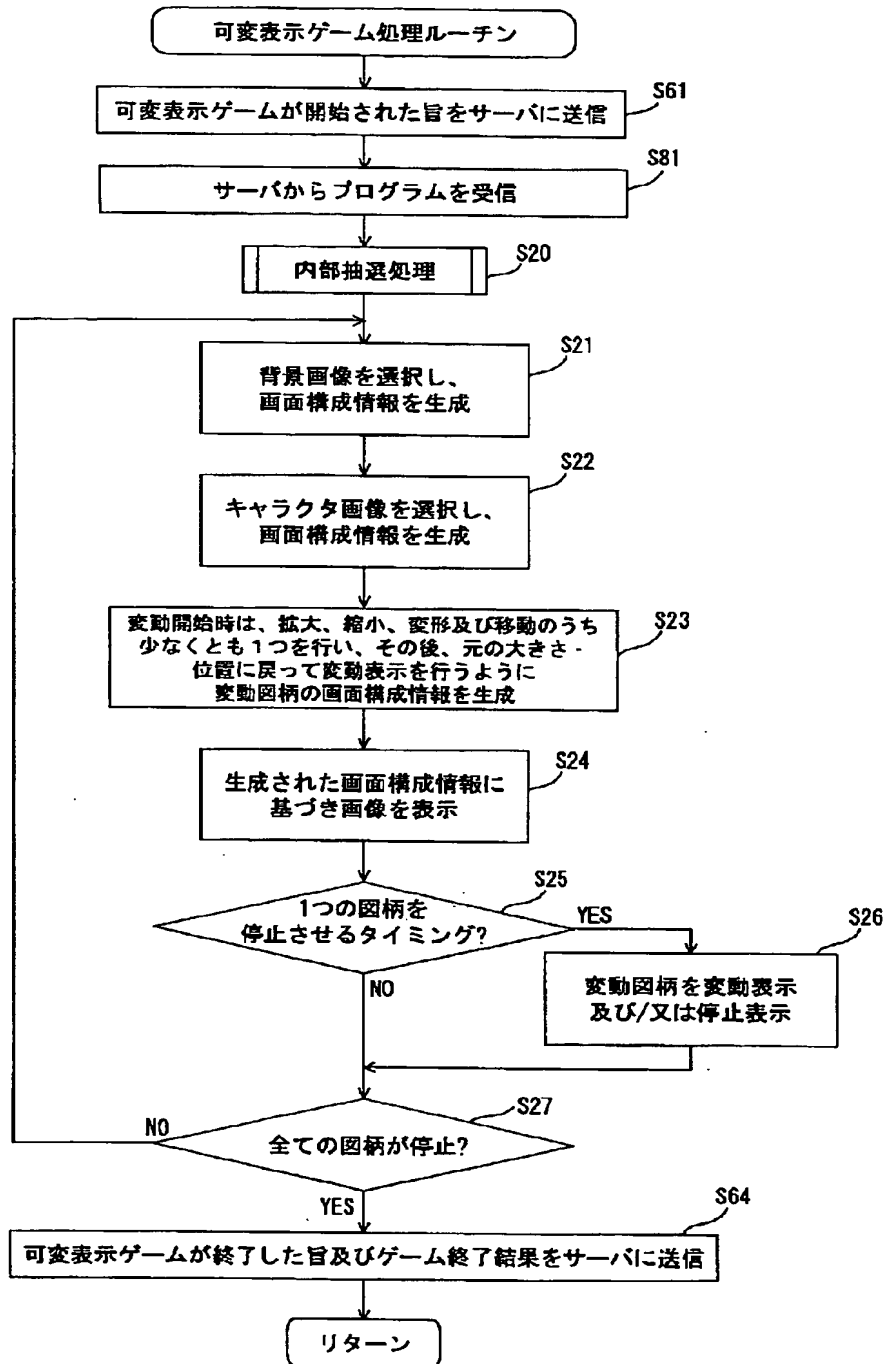 可変表示ゲーム処理ルーチン
S61
可変表示ゲームが開始された旨をサーバに送信
S81
サーバからプログラムを受信
S20
内部抽選処理
S21
背景画像を選択し、
画面構成情報を生成
S22
キャラクタ画像を選択し、
画面構成情報を生成
S23
変動開始時は、拡大、縮小、変形及び移動のうち
少なくとも1つを行い、その後、元の大きさ‐
位置に戻って変動表示を行うように
変動図柄の画面構成情報を生成
S24
生成された画面構成情報に
基づき画像を表示
S25
1つの図柄を
停止させるタイミング?
YES
NO
S26
変動図柄を変動表示
及び/又は停止表示
S27
全ての図柄が停止?
NO
YES
S64
可変表示ゲームが終了した旨及びゲーム終了結果をサーバに送信
リターン